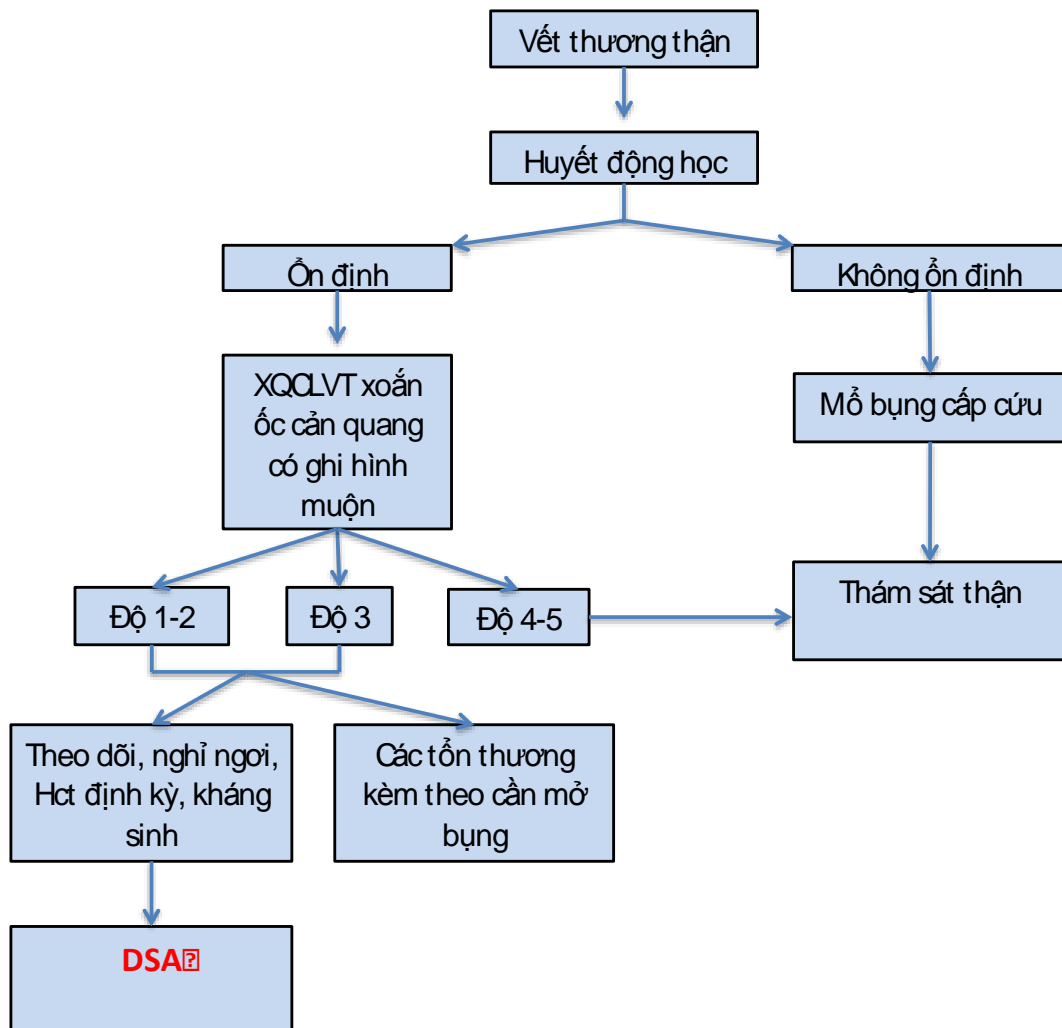 Vết thương thận
Huyết động học
Ổn định
Không ổn định
XQCLVT xoắn
ốc cản quang
có ghi hình
muộn
Mổ bụng cấp cứu
Độ 1-2
Độ 3
Độ 4-5
Thám sát thận
Theo dõi, nghỉ ngơi,
Hct định kỳ, kháng
sinh
Các tổn thương
kèm theo cần mở
bụng
DSA⍰